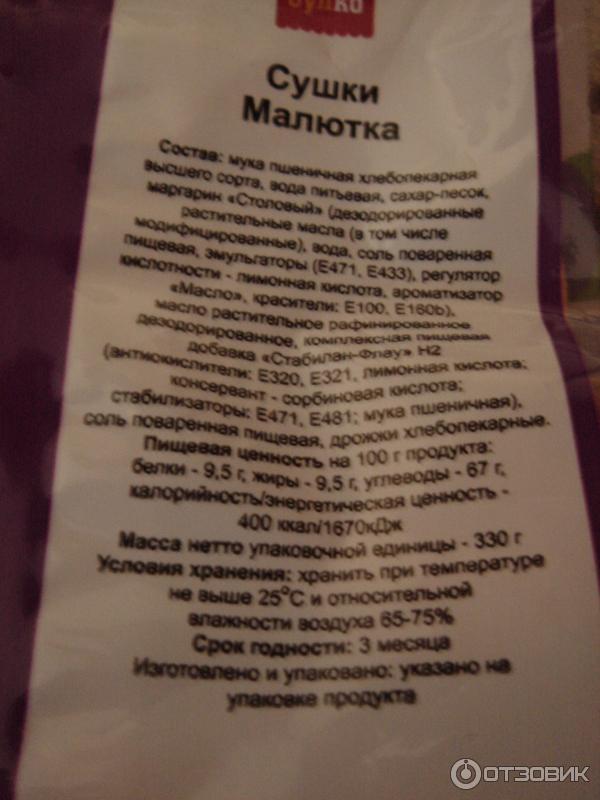 Сушки
Малютка
Состав: мука пшеничная хлебопекарная
высшего сорта, вода питьевая, сахар-песок,
маргарин «Столовый» (дезодорированные
растительные масла (в том числе
модифицированные), вода, соль поваренная
пищевая, эмульгаторы (Е471, Е433), регулятор
кислотности - лимонная кислота, ароматизатор
«Масло», красители: Е100, Е160b),
масло растительное рафинированное
дезодорированное, комплексная пищевая
добавка «Стабилан-Флау» Н2
(антиокислители: Е320, Е321, лимонная кислота;
консервант - сорбиновая кислота;
стабилизаторы: Е471, Е481; мука пшеничная),
соль поваренная пищевая, дрожжи хлебопекарные.
Пищевая ценность на 100 г продукта:
белки - 9,5 г, жиры - 9,5 г, углеводы - 67 г,
калорийность/энергетическая ценность -
400 ккал/1670кДж
Масса нетто упаковочной единицы - 330 г
Условия хранения: хранить при температуре
не выше 25°С и относительной
влажности воздуха 65-75%
Срок годности: 3 месяца
Изготовлено и упаковано: указано на
упаковке продукта
ОТЗОВИК